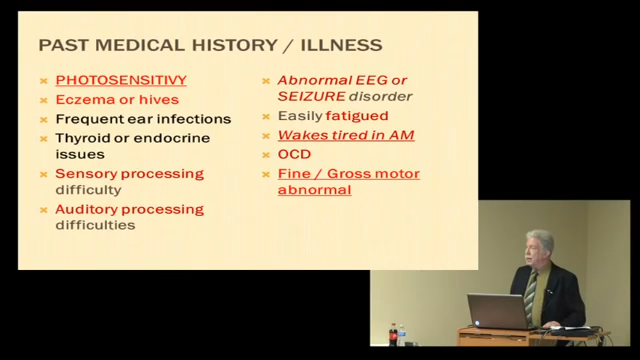 PAST MEDICAL HISTORY / ILLNESS
PHOTOSENSITIVY
Eczema or hives
Frequent ear infections
Thyroid or endocrine
issues
Sensory processing
difficulty
Auditory processing
difficulties
Abnormal EEG or
SEIZURE disorder
Easily fatigued
Wakes tired in AM
OCD
Fine / Gross motor
abnormal